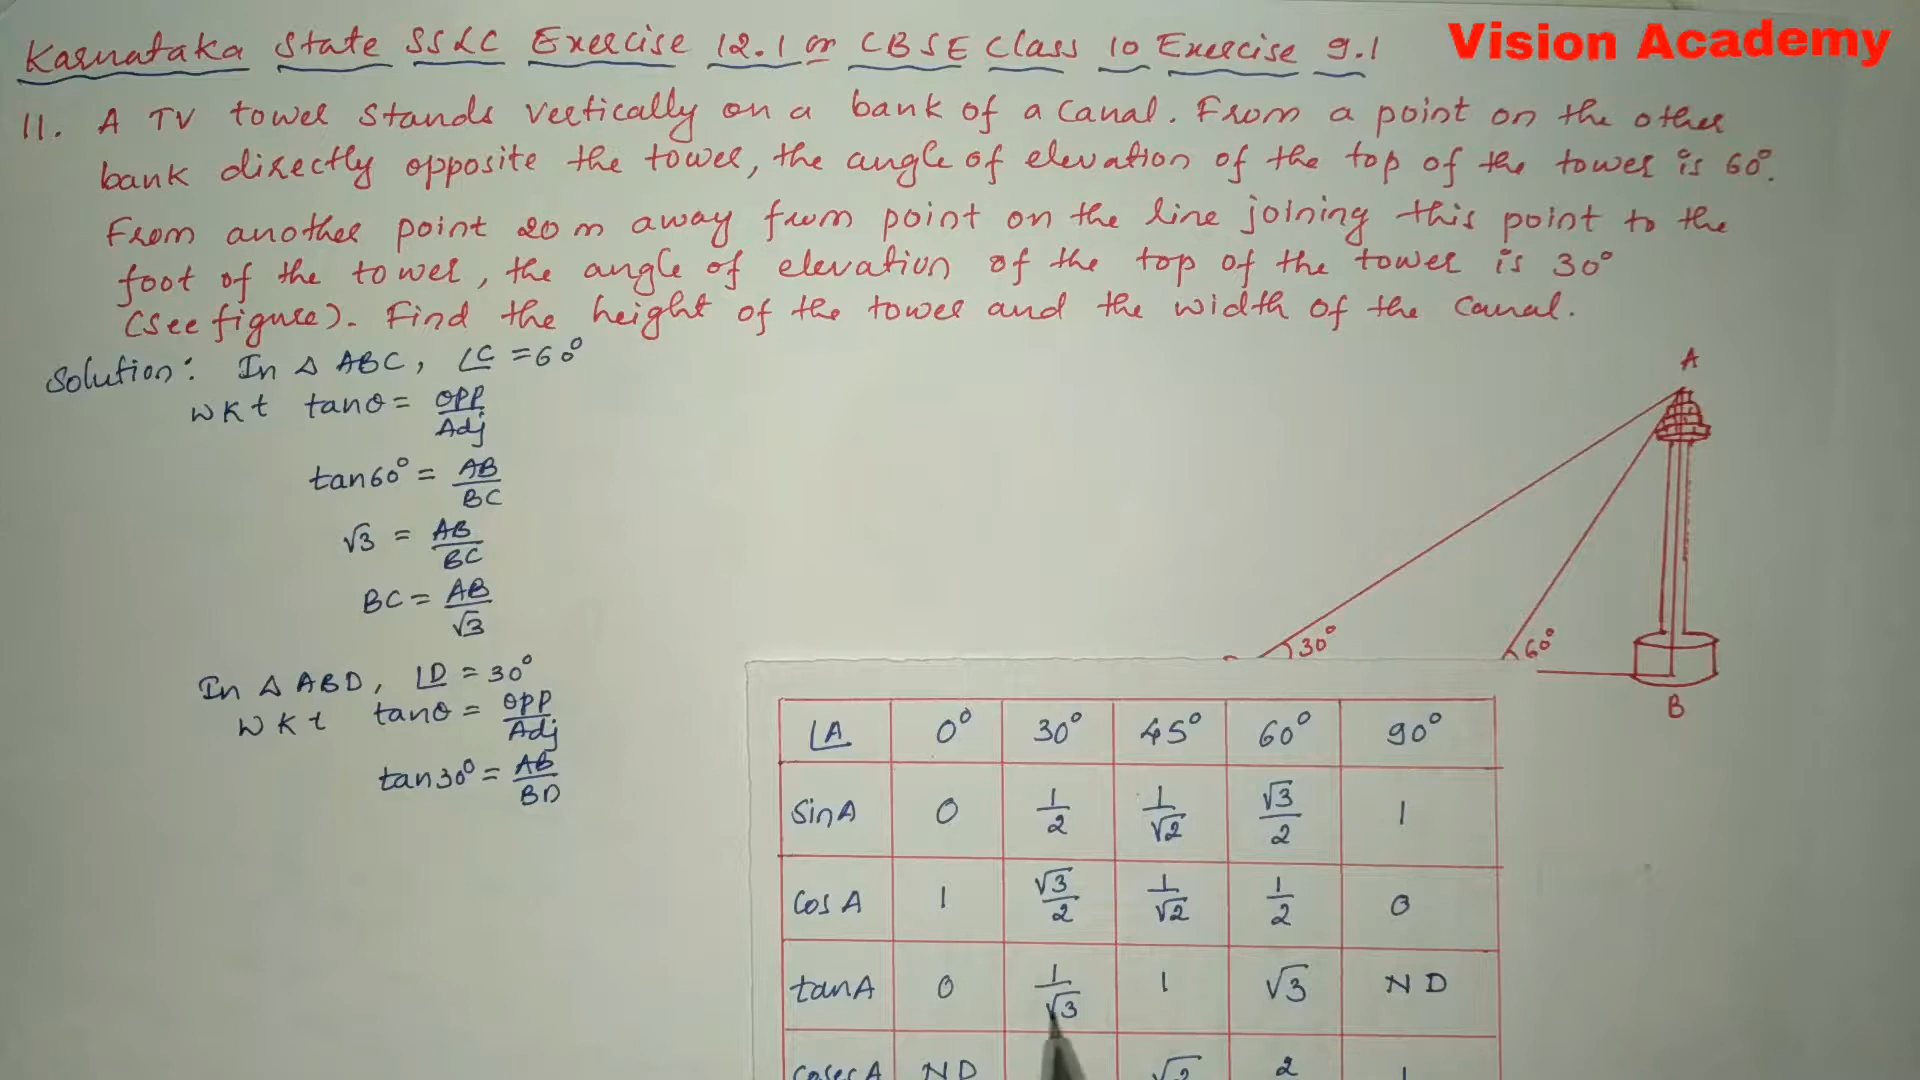 Karnataka State SSLC Exercise 12.1 or CBSE Class 10 Exercise 9.1
Vision Academy
11. A TV tower stands vertically on a bank of a canal. From a point on the other
bank directly opposite the tower, the angle of elevation of the top of the tower is 60°.
From another point 20 m away from point on the line joining this point to the
foot of the tower, the angle of elevation of the top of the tower is 30°
(see figure). Find the height of the tower and the width of the canal.
Solution: In △ ABC, ∠C = 60°
WKt tanθ = Opp/Adj
tan60° = AB/BC
√3 = AB/BC
BC = AB/√3
In △ ABD, ∠D = 30°
WKt tanθ = Opp/Adj
tan30° = AB/BD
A
30°
60°
B
∠A 0° 30° 45° 60° 90°
SinA 0 1/2 1/√2 √3/2 1
Cos A 1 √3/2 1/√2 1/2 0
tanA 0 1/√3 1 √3 ND
CosecA ND √2 2 1